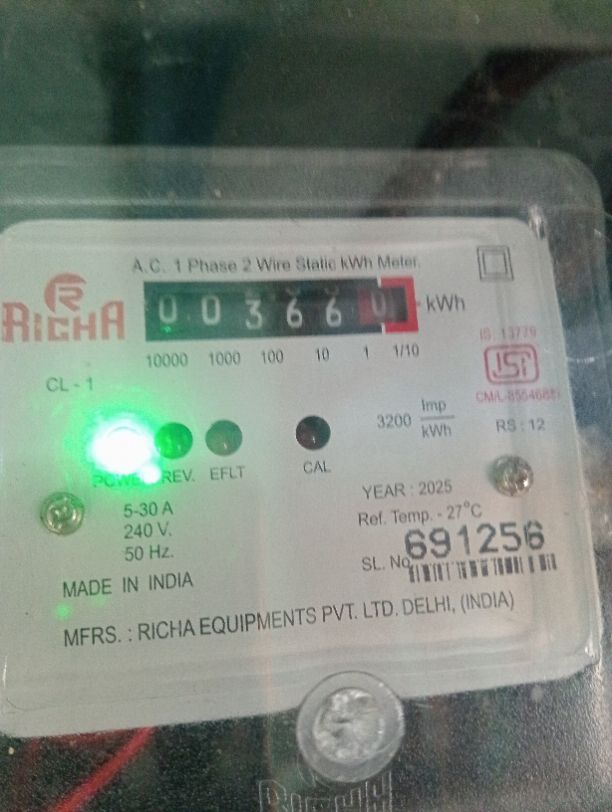 A.C. 1 Phase 2 Wire Static kWh Meter.
RICHA
0 0 3 6 6 0 kWh
10000 1000 100 10 1 1/10
IS : 13779
ISI
CL - 1
3200 Imp/kWh
RS : 12
POWER REV. EFLT CAL
5-30 A
240 V.
50 Hz.
YEAR : 2025
Ref. Temp. - 27°C
SL. No. 691256
MADE IN INDIA
MFRS. : RICHA EQUIPMENTS PVT. LTD. DELHI, (INDIA)
RICHA